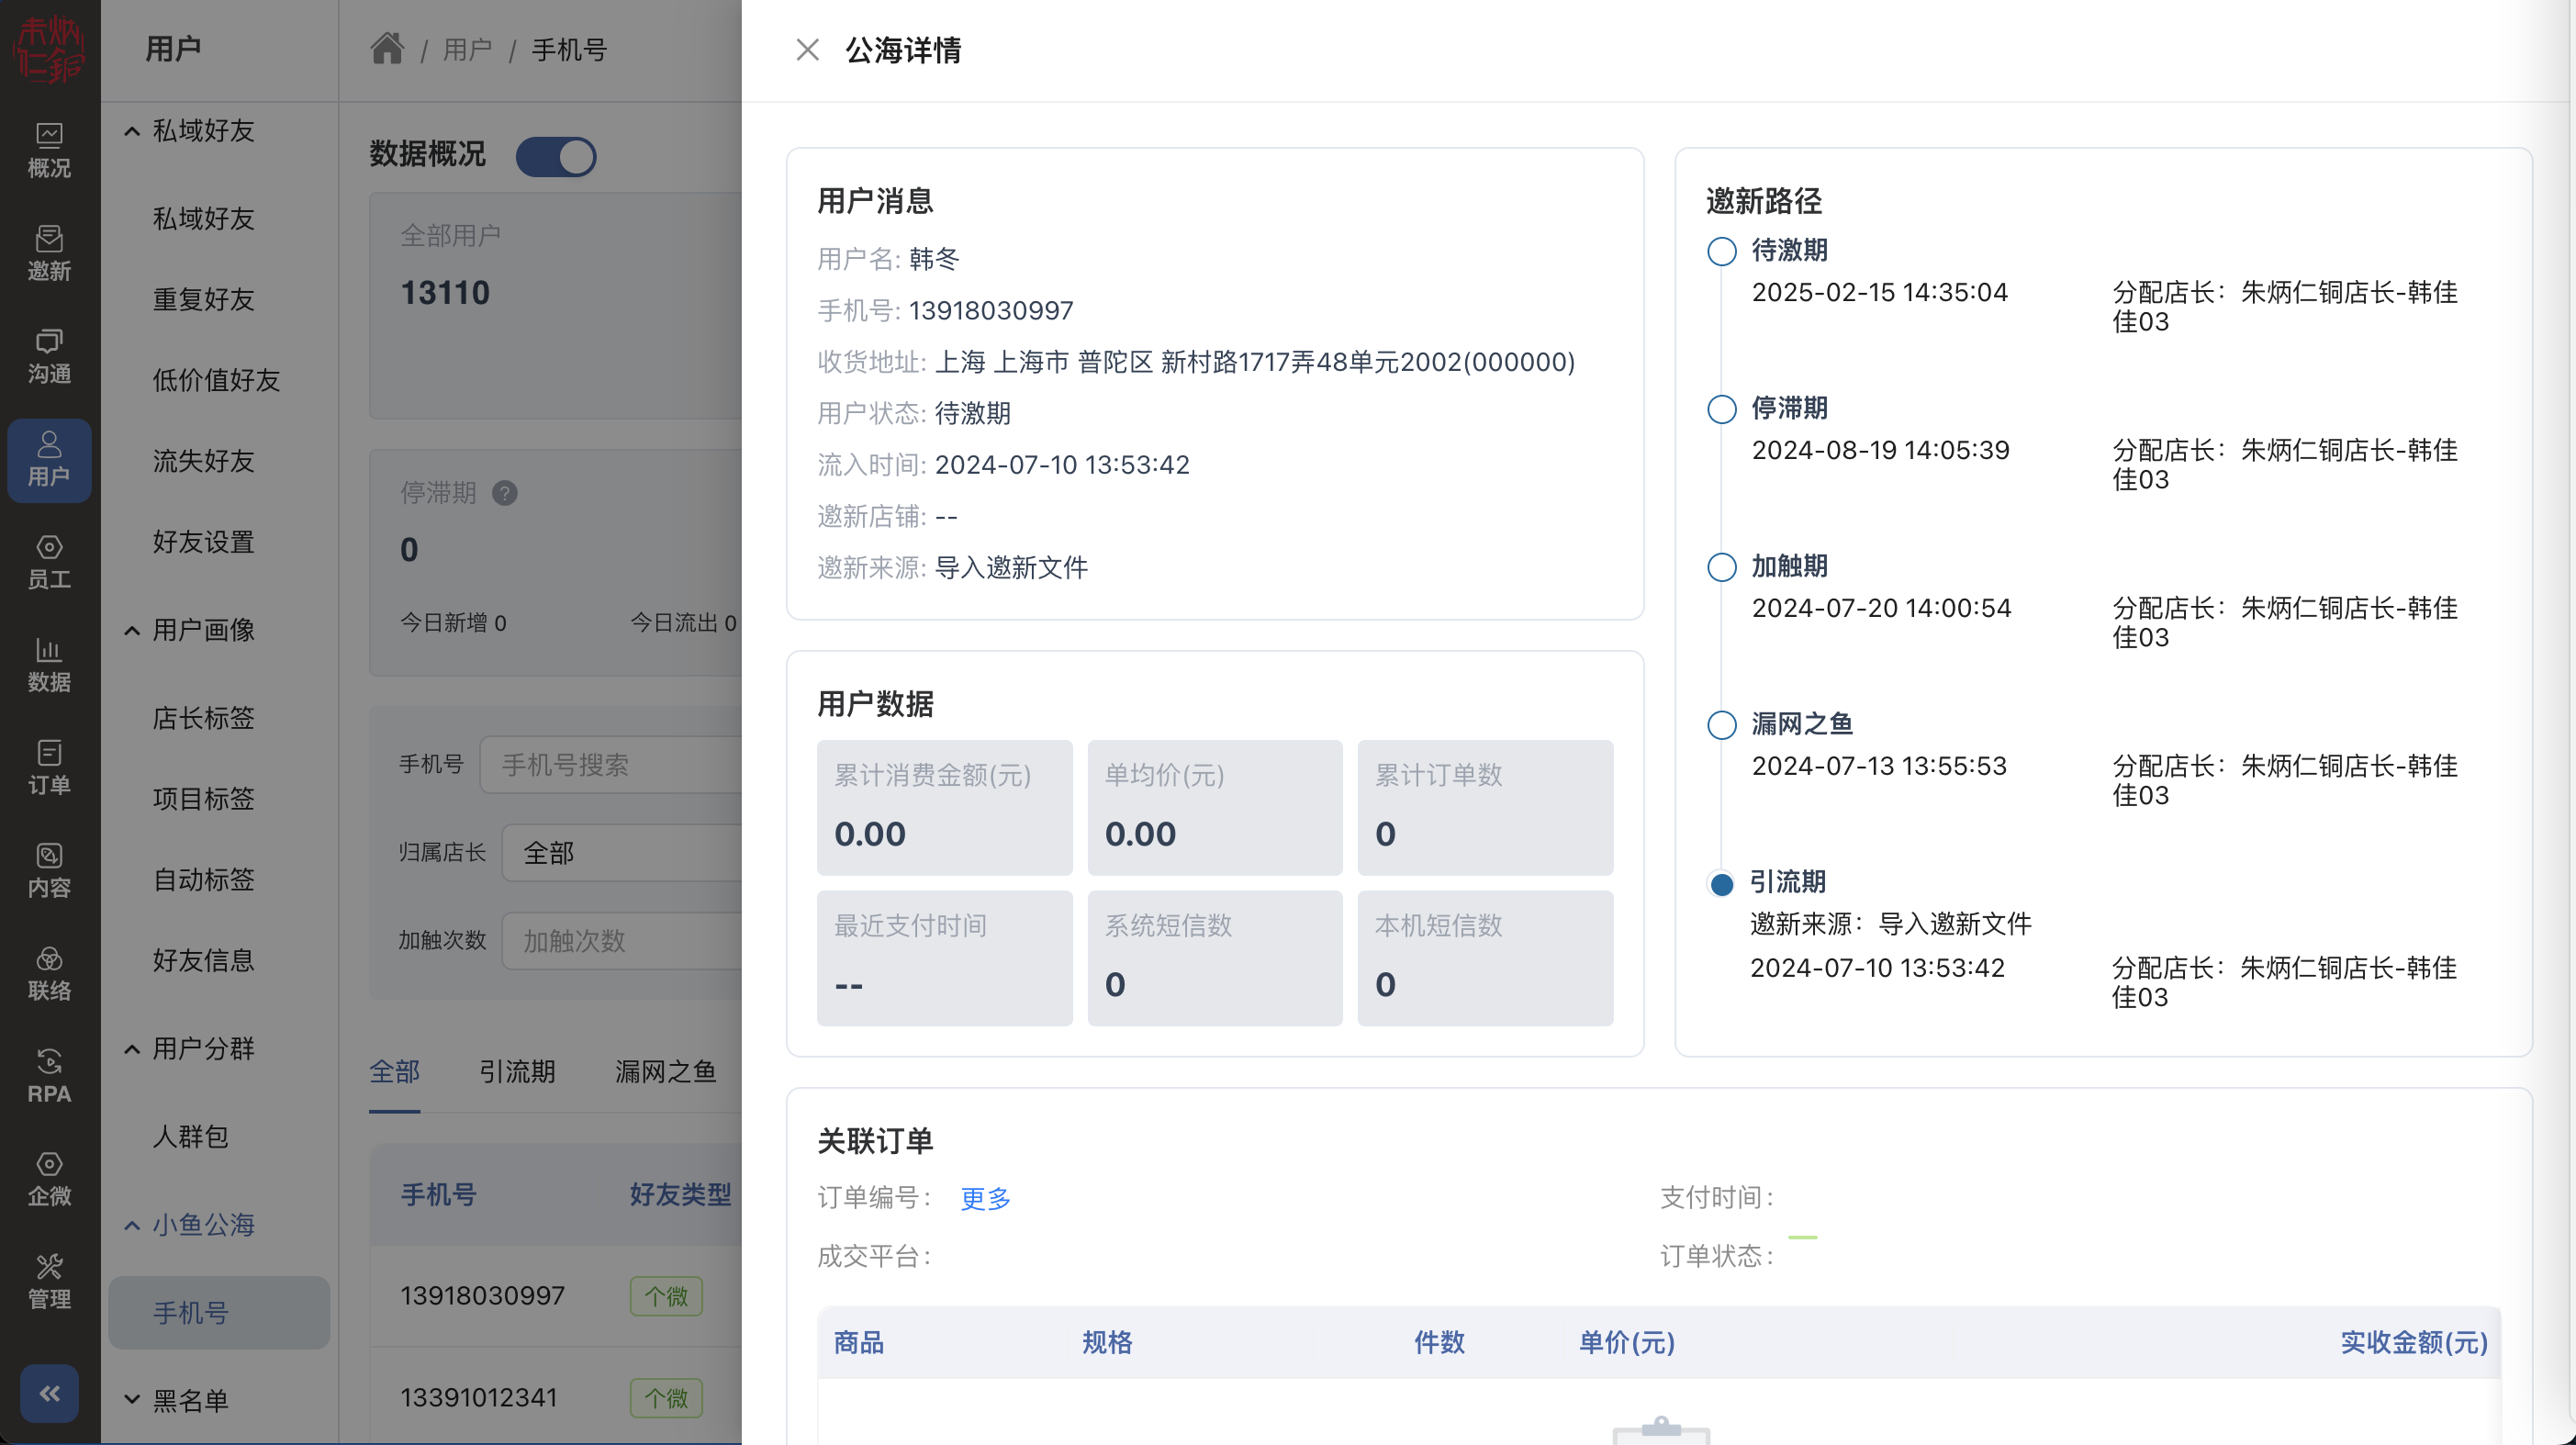 朱炳
仁铜
概况
邀新
沟通
用户
员工
数据
订单
内容
联络
RPA
企微
管理
用户
私域好友
私域好友
重复好友
低价值好友
流失好友
好友设置
用户画像
店长标签
项目标签
自动标签
好友信息
用户分群
人群包
小鱼公海
手机号
黑名单
/ 用户 / 手机号
数据概况
全部用户
13110
停滞期 ?
0
今日新增 0 今日流出 0
手机号 手机号搜索
归属店长 全部
加触次数 加触次数
全部 引流期 漏网之鱼
手机号 好友类型
13918030997 个微
13391012341 个微
公海详情
用户消息
用户名: 韩冬
手机号: 13918030997
收货地址: 上海 上海市 普陀区 新村路1717弄48单元2002(000000)
用户状态: 待激期
流入时间: 2024-07-10 13:53:42
邀新店铺: --
邀新来源: 导入邀新文件
用户数据
累计消费金额(元) 单均价(元) 累计订单数
0.00 0.00 0
最近支付时间 系统短信数 本机短信数
-- 0 0
邀新路径
待激期
2025-02-15 14:35:04 分配店长：朱炳仁铜店长-韩佳
佳03
停滞期
2024-08-19 14:05:39 分配店长：朱炳仁铜店长-韩佳
佳03
加触期
2024-07-20 14:00:54 分配店长：朱炳仁铜店长-韩佳
佳03
漏网之鱼
2024-07-13 13:55:53 分配店长：朱炳仁铜店长-韩佳
佳03
引流期
邀新来源：导入邀新文件
2024-07-10 13:53:42 分配店长：朱炳仁铜店长-韩佳
佳03
关联订单
订单编号： 更多 支付时间：
成交平台： 订单状态：
商品 规格 件数 单价(元) 实收金额(元)